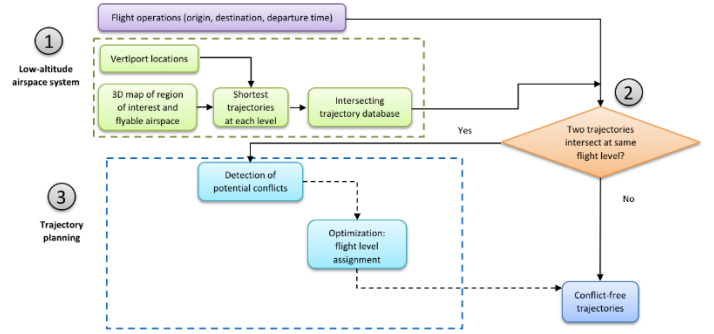 Flight operations (origin, destination, departure time)
1
Low-altitude
airspace system
Vertiport locations
3D map of region
of interest and
flyable airspace
Shortest
trajectories
at each level
Intersecting
trajectory database
2
Two trajectories
intersect at same
flight level?
Yes
No
3
Trajectory
planning
Detection of
potential conflicts
Optimization:
flight level
assignment
Conflict-free
trajectories